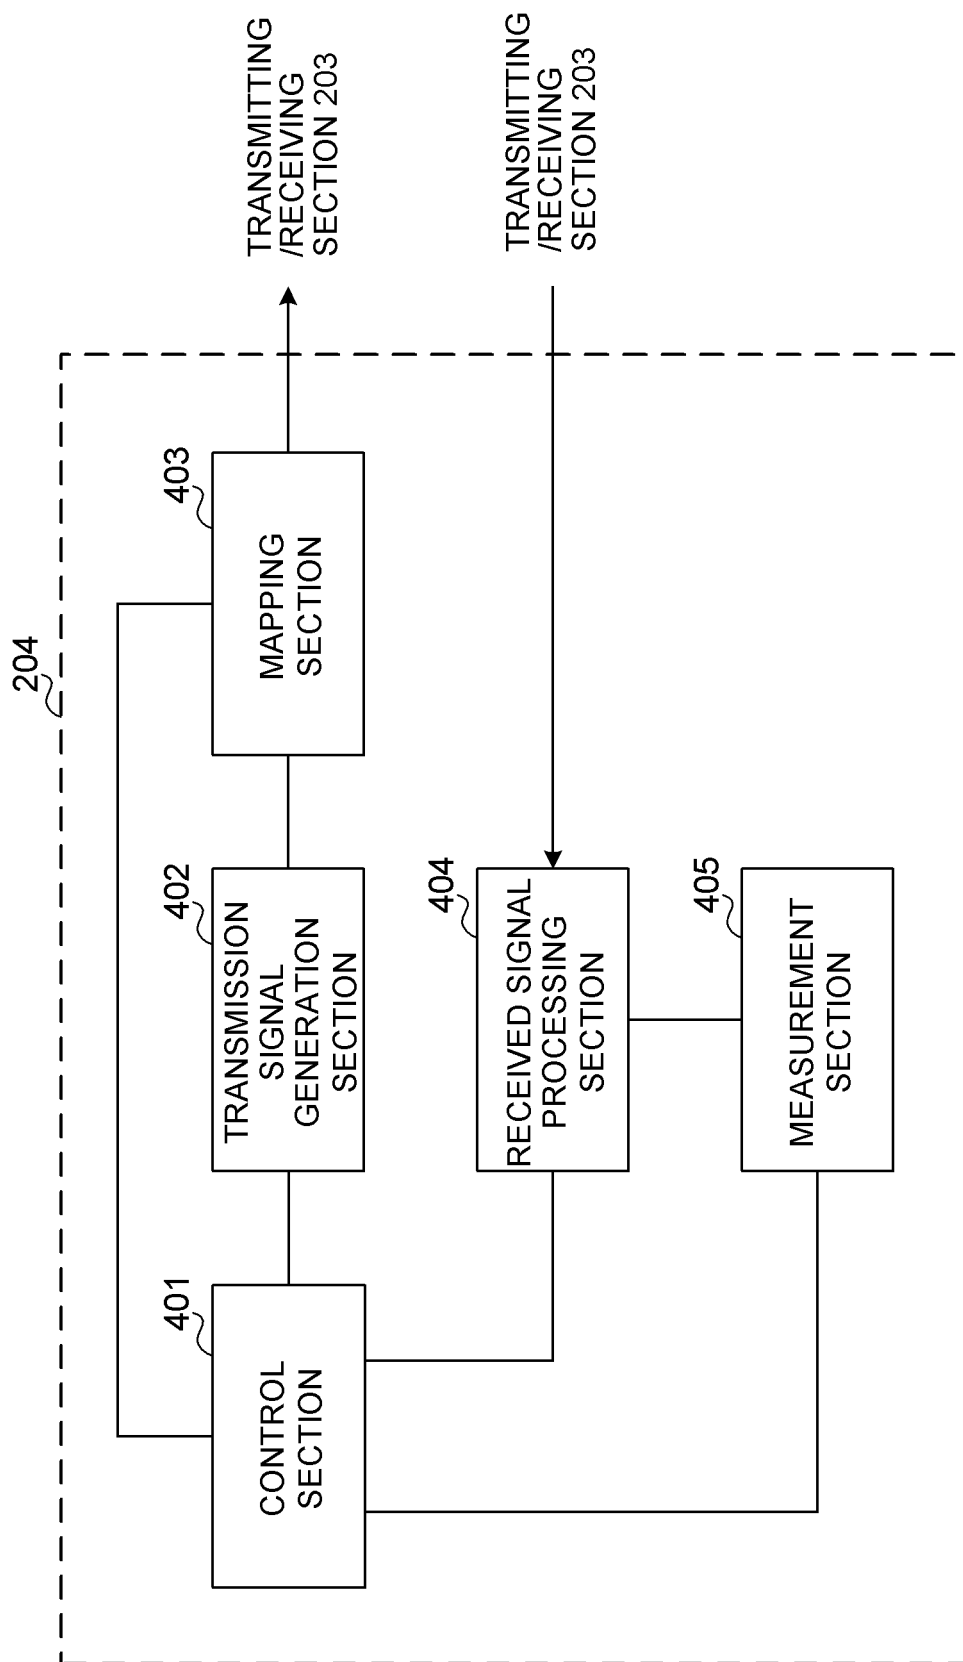 204
401
CONTROL
SECTION
402
TRANSMISSION
SIGNAL
GENERATION
SECTION
403
MAPPING
SECTION
TRANSMITTING
/RECEIVING
SECTION 203
404
RECEIVED SIGNAL
PROCESSING
SECTION
TRANSMITTING
/RECEIVING
SECTION 203
405
MEASUREMENT
SECTION